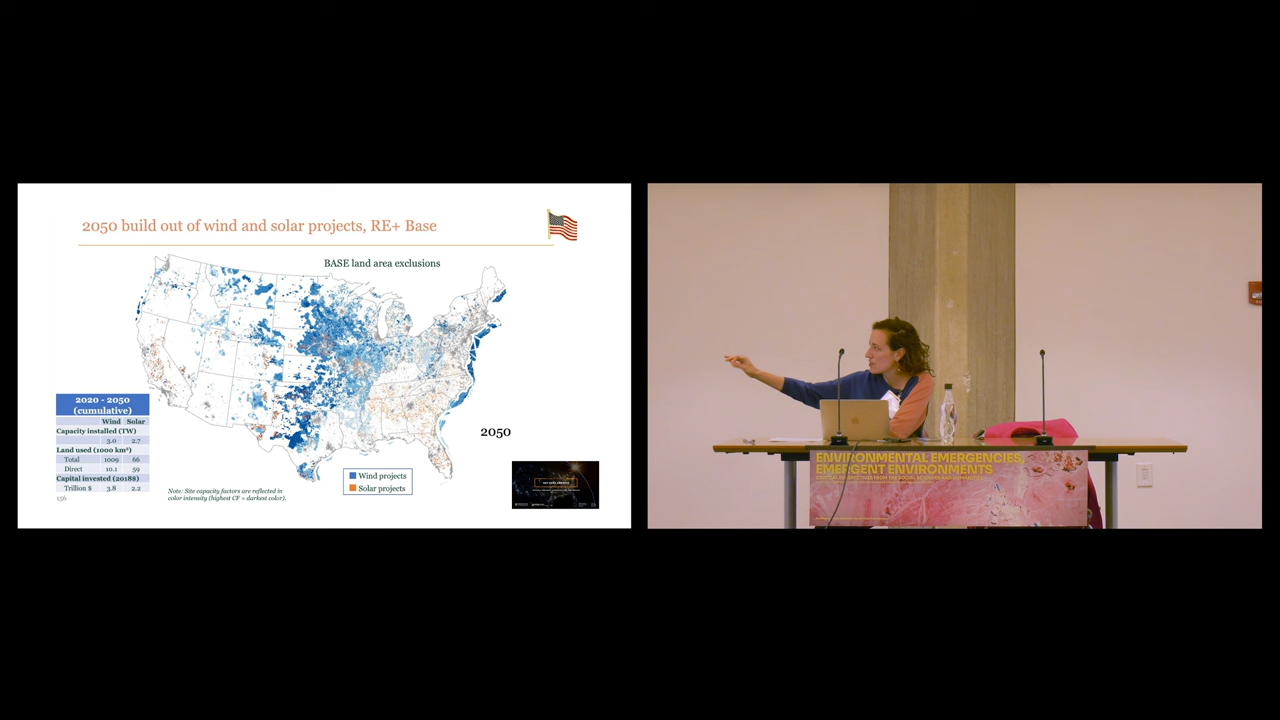 2050 build out of wind and solar projects, RE+ Base
BASE land area exclusions
2020 - 2050
(cumulative)
Wind Solar
Capacity installed (TW)
3.0 2.7
Land used (1000 km²)
Total 1009 66
Direct 10.1 59
Capital invested (2018$)
Trillion $ 3.8 2.2
156
Note: Site capacity factors are reflected in
color intensity (highest CF = darkest color).
Wind projects
Solar projects
2050
ENVIRONMENTAL EMERGENCIES,
EMERGENT ENVIRONMENTS